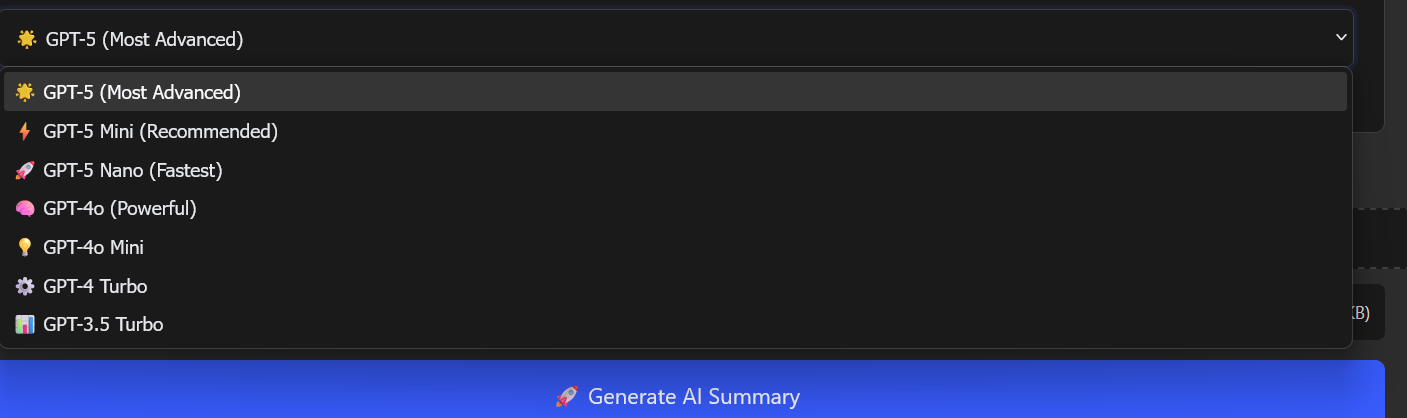 🌟 GPT-5 (Most Advanced)
🌟 GPT-5 (Most Advanced)
⚡ GPT-5 Mini (Recommended)
🚀 GPT-5 Nano (Fastest)
🧠 GPT-4o (Powerful)
💡 GPT-4o Mini
⚙️ GPT-4 Turbo
📊 GPT-3.5 Turbo
KB)
🚀 Generate AI Summary